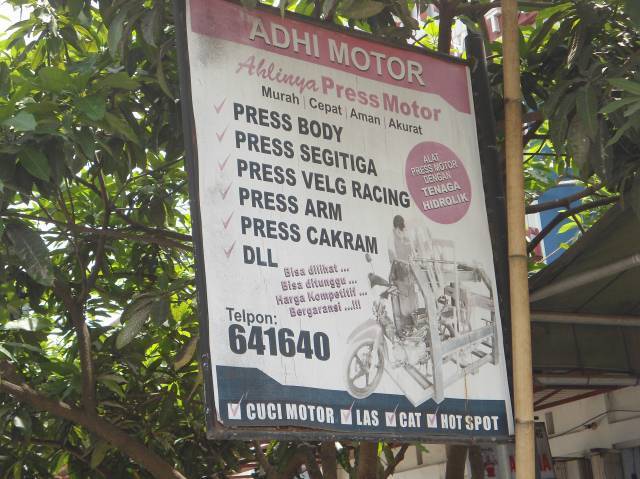 ADHI MOTOR
Ahlinya Press Motor
Murah | Cepat | Aman | Akurat
PRESS BODY
PRESS SEGITIGA
PRESS VELG RACING
PRESS ARM
PRESS CAKRAM
DLL
ALAT
PRESS MOTOR
DENGAN
TENAGA
HIDROLIK
Bisa dilihat ...
Bisa ditunggu ...
Harga Kompetitif ...
Bergaransi ...!!!
Telpon:
641640
CUCI MOTOR LAS CAT HOT SPOT